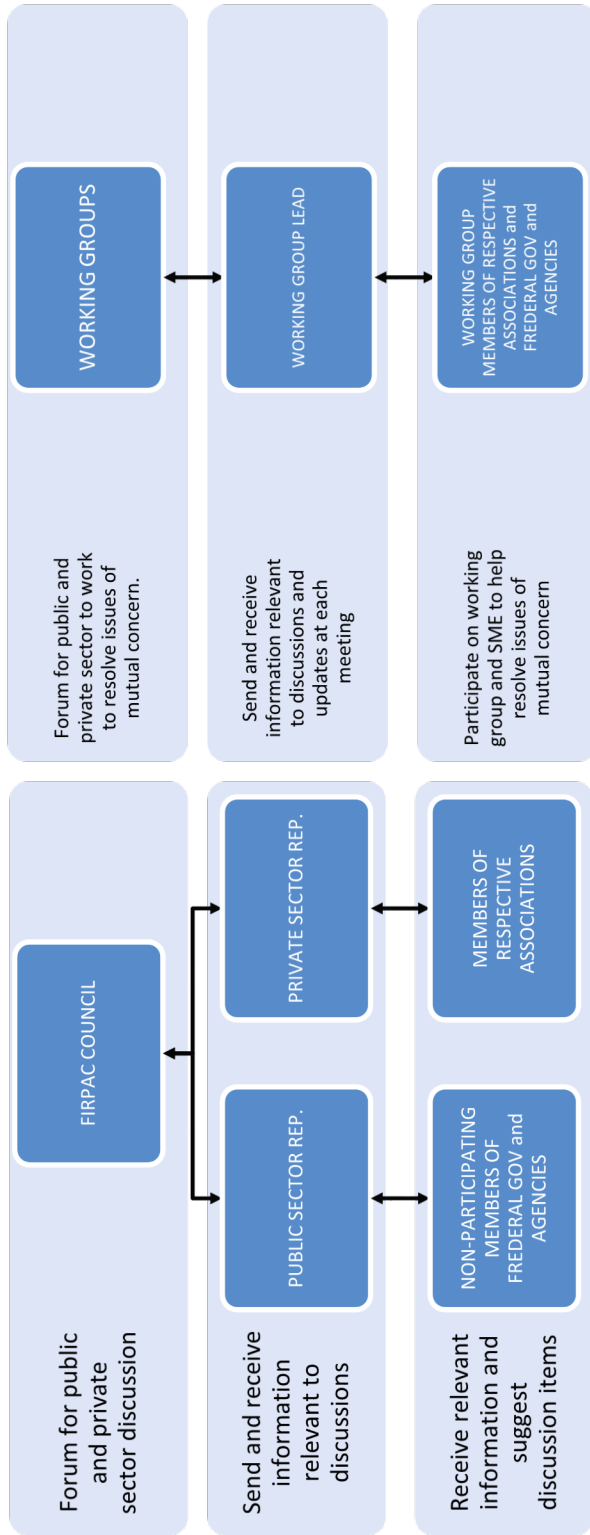 Forum for public
and private
sector discussion
FIRPAC COUNCIL
Send and receive
information
relevant to
discussions
PUBLIC SECTOR REP.
PRIVATE SECTOR REP.
Receive relevant
information and
suggest
discussion items
NON-PARTICIPATING
MEMBERS OF
FEDERAL GOV and
AGENCIES
MEMBERS OF
RESPECTIVE
ASSOCIATIONS
Forum for public and
private sector to work
to resolve issues of
mutual concern.
WORKING GROUPS
Send and receive
information relevant
to discussions and
updates at each
meeting
WORKING GROUP LEAD
Participate on working
group and SME to help
resolve issues of
mutual concern
WORKING GROUP
MEMBERS OF RESPECTIVE
ASSOCIATIONS and
FEDERAL GOV and
AGENCIES